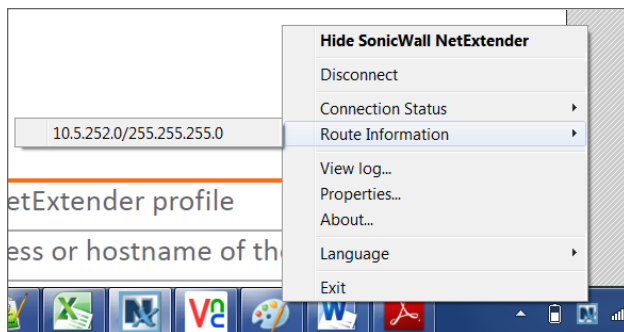 Hide SonicWall NetExtender
Disconnect
Connection Status
10.5.252.0/255.255.255.0
Route Information
View log...
Properties...
About...
etExtender profile
ess or hostname of th
Language
Exit